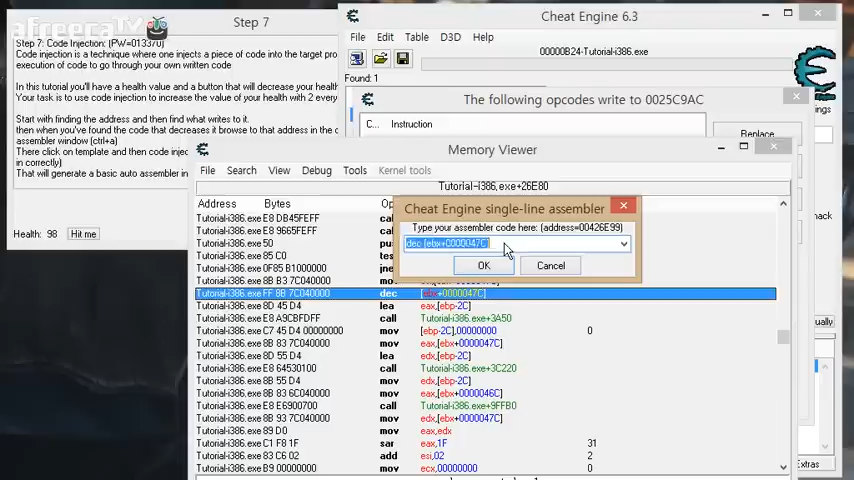 afreecaTV
Step 7
Step 7: Code Injection: (PW=013370)
Code injection is a technique where one injects a piece of code into the target pro
execution of code to go through your own written code
In this tutorial you'll have a health value and a button that will decrease your health
Your task is to use code injection to increase the value of your health with 2 every
Start with finding the address and then find what writes to it.
then when you've found the code that decreases it browse to that address in the d
assembler window (ctrl+a)
There click on template and then code injec
in correctly)
That will generate a basic auto assembler in
Health: 98
Hit me
Cheat Engine 6.3
File Edit Table D3D Help
00000B24-Tutorial-i386.exe
Found: 1
The following opcodes write to 0025C9AC
C... Instruction
Replace
Memory Viewer
File Search View Debug Tools Kernel tools
Tutorial-i386.exe+26E80
Address Bytes Op
Tutorial-i386.exe E8 DB45FEFF cal
Tutorial-i386.exe E8 9665FEFF cal
Tutorial-i386.exe 50 pu
Tutorial-i386.exe 85 C0 tes
Tutorial-i386.exe 0F85 B1020000 jne
Tutorial-i386.exe 8B B3 7C040000
Tutorial-i386.exe FF 8B 7C040000 dec [ebx+0000047C]
Tutorial-i386.exe 8D 45 D4 lea eax,[ebp-2C]
Tutorial-i386.exe E8 A9CBFDFF call Tutorial-i386.exe+3A50
Tutorial-i386.exe C7 45 D4 00000000 mov [ebp-2C],00000000 0
Tutorial-i386.exe 8B 83 7C040000 mov eax,[ebx+0000047C]
Tutorial-i386.exe 8D 55 D4 lea edx,[ebp-2C]
Tutorial-i386.exe E8 64530100 call Tutorial-i386.exe+3C220
Tutorial-i386.exe 8B 55 D4 mov edx,[ebp-2C]
Tutorial-i386.exe 8B 83 6C040000 mov eax,[ebx+0000046C]
Tutorial-i386.exe E8 E6900700 call Tutorial-i386.exe+9FFB0
Tutorial-i386.exe 8B 93 7C040000 mov edx,[ebx+0000047C]
Tutorial-i386.exe 89 D0 mov eax,edx
Tutorial-i386.exe C1 F8 1F sar eax,1F 31
Tutorial-i386.exe 83 C6 02 add esi,02 2
Tutorial-i386.exe B9 00000000 mov ecx,00000000 0
Cheat Engine single-line assembler
Type your assembler code here: (address=00426E99)
dec [ebx+0000047C]
OK
Cancel
ings
ually
Extras